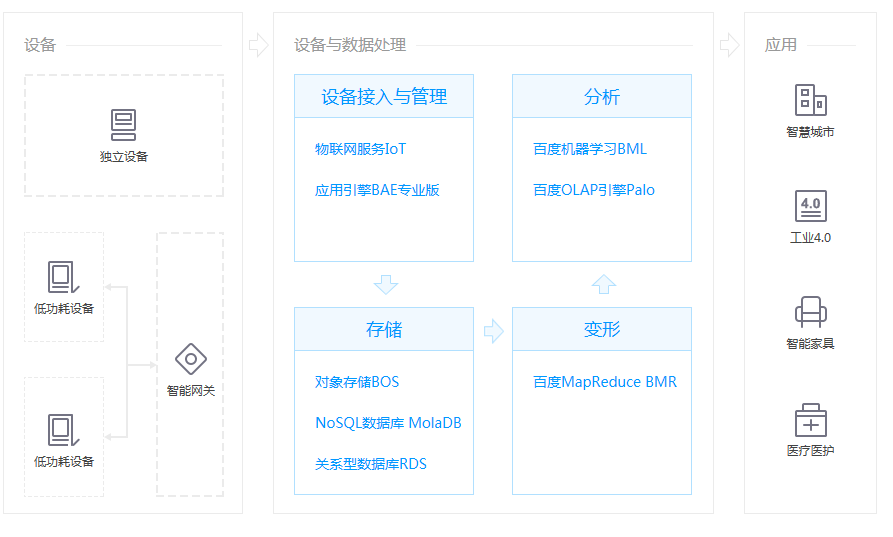 设备
独立设备
低功耗设备
智能网关
低功耗设备
设备与数据处理
设备接入与管理
物联网服务IoT
应用引擎BAE专业版
分析
百度机器学习BML
百度OLAP引擎Palo
存储
对象存储BOS
NoSQL数据库 MolaDB
关系型数据库RDS
变形
百度MapReduce BMR
应用
智慧城市
4.0
工业4.0
智能家具
医疗医护